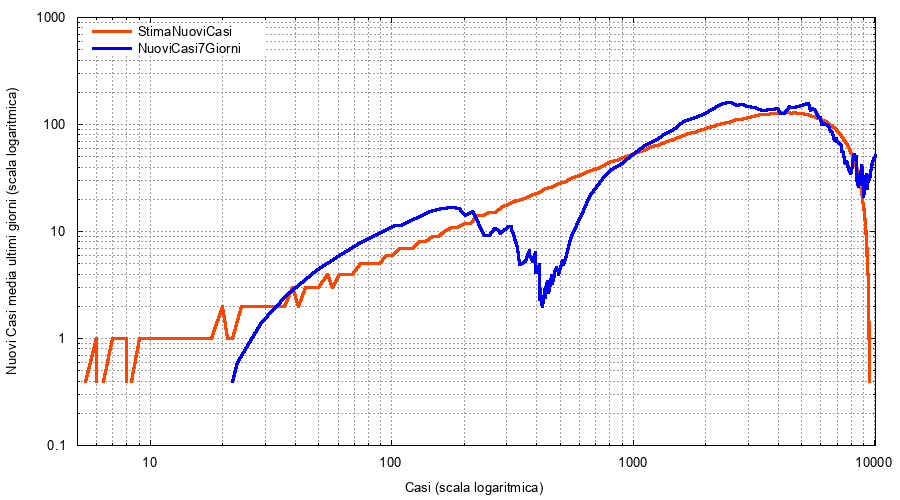 1000
StimaNuoviCasi
NuoviCasi7Giorni
100
10
1
0.1
Nuovi Casi media ultimi giorni (scala logaritmica)
10
100
1000
10000
Casi (scala logaritmica)